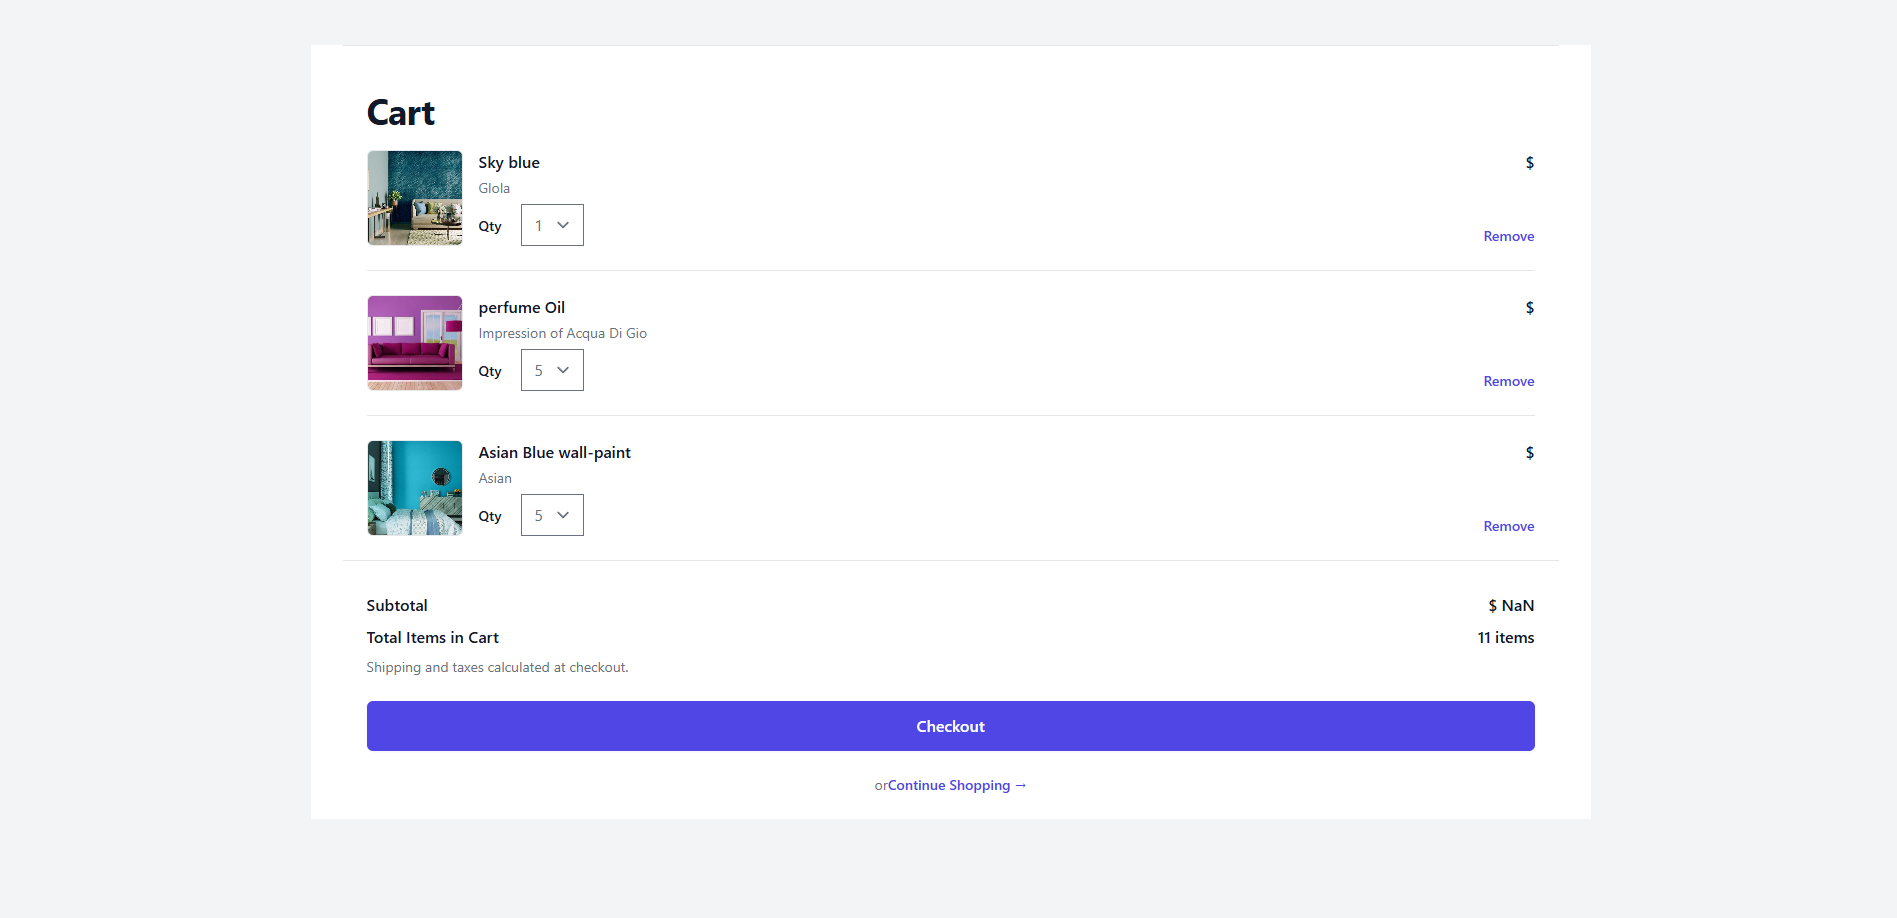 Cart
Sky blue $
Glola
Qty 1
Remove
perfume Oil $
Impression of Acqua Di Gio
Qty 5
Remove
Asian Blue wall-paint $
Asian
Qty 5
Remove
Subtotal $ NaN
Total Items in Cart 11 items
Shipping and taxes calculated at checkout.
Checkout
orContinue Shopping →